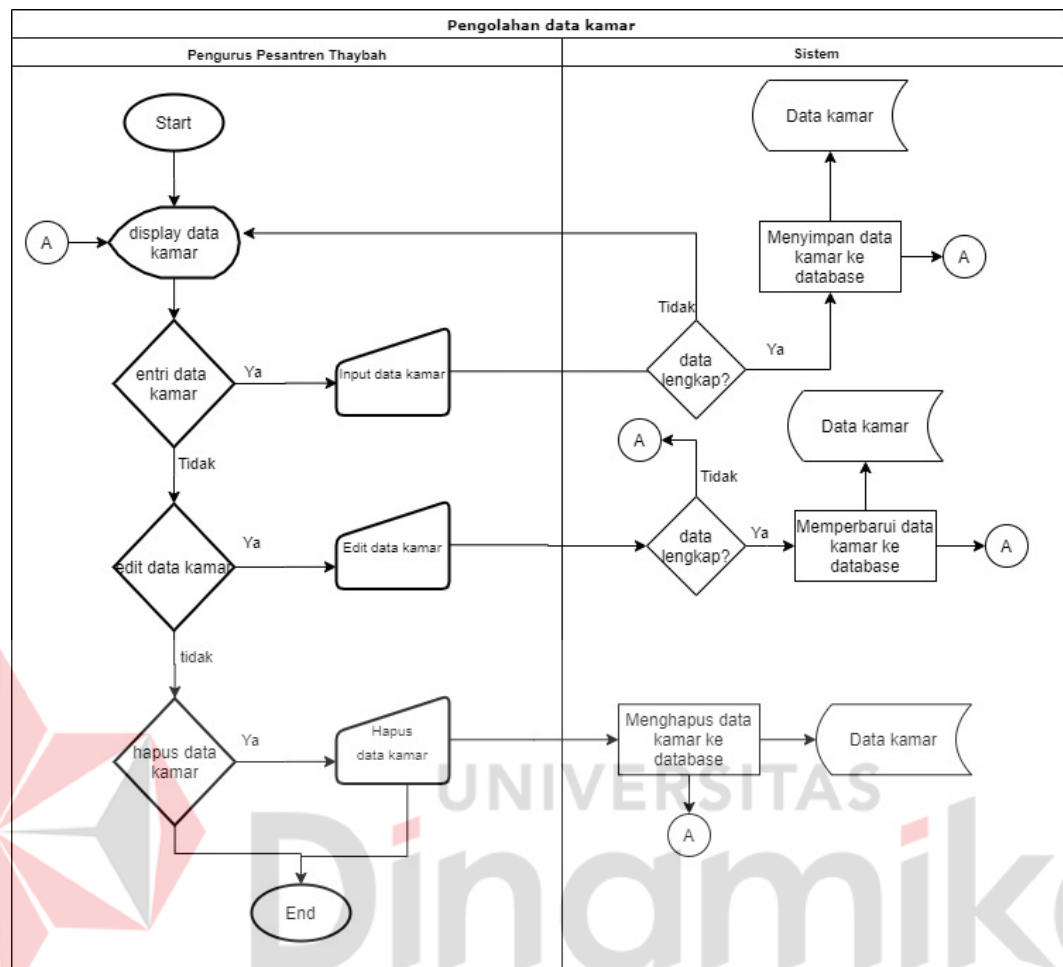 Pengolahan data kamar
Pengurus Pesantren Thaybah
Sistem
Start
Data kamar
A
display data
kamar
Menyimpan data
kamar ke
database
A
Tidak
entri data
kamar
Ya
Input data kamar
data
lengkap?
Ya
Tidak
A
Data kamar
Tidak
edit data kamar
Ya
Edit data kamar
data
lengkap?
Ya
Memperbarui data
kamar ke
database
A
tidak
hapus data
kamar
Ya
Hapus
data kamar
Menghapus data
kamar ke
database
Data kamar
A
End
UNIVERSITAS
Dinamika